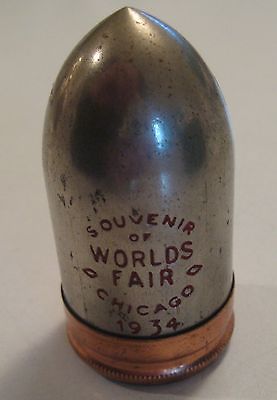 SOUVENIR
OF
WORLDS
FAIR
CHICAGO
1934